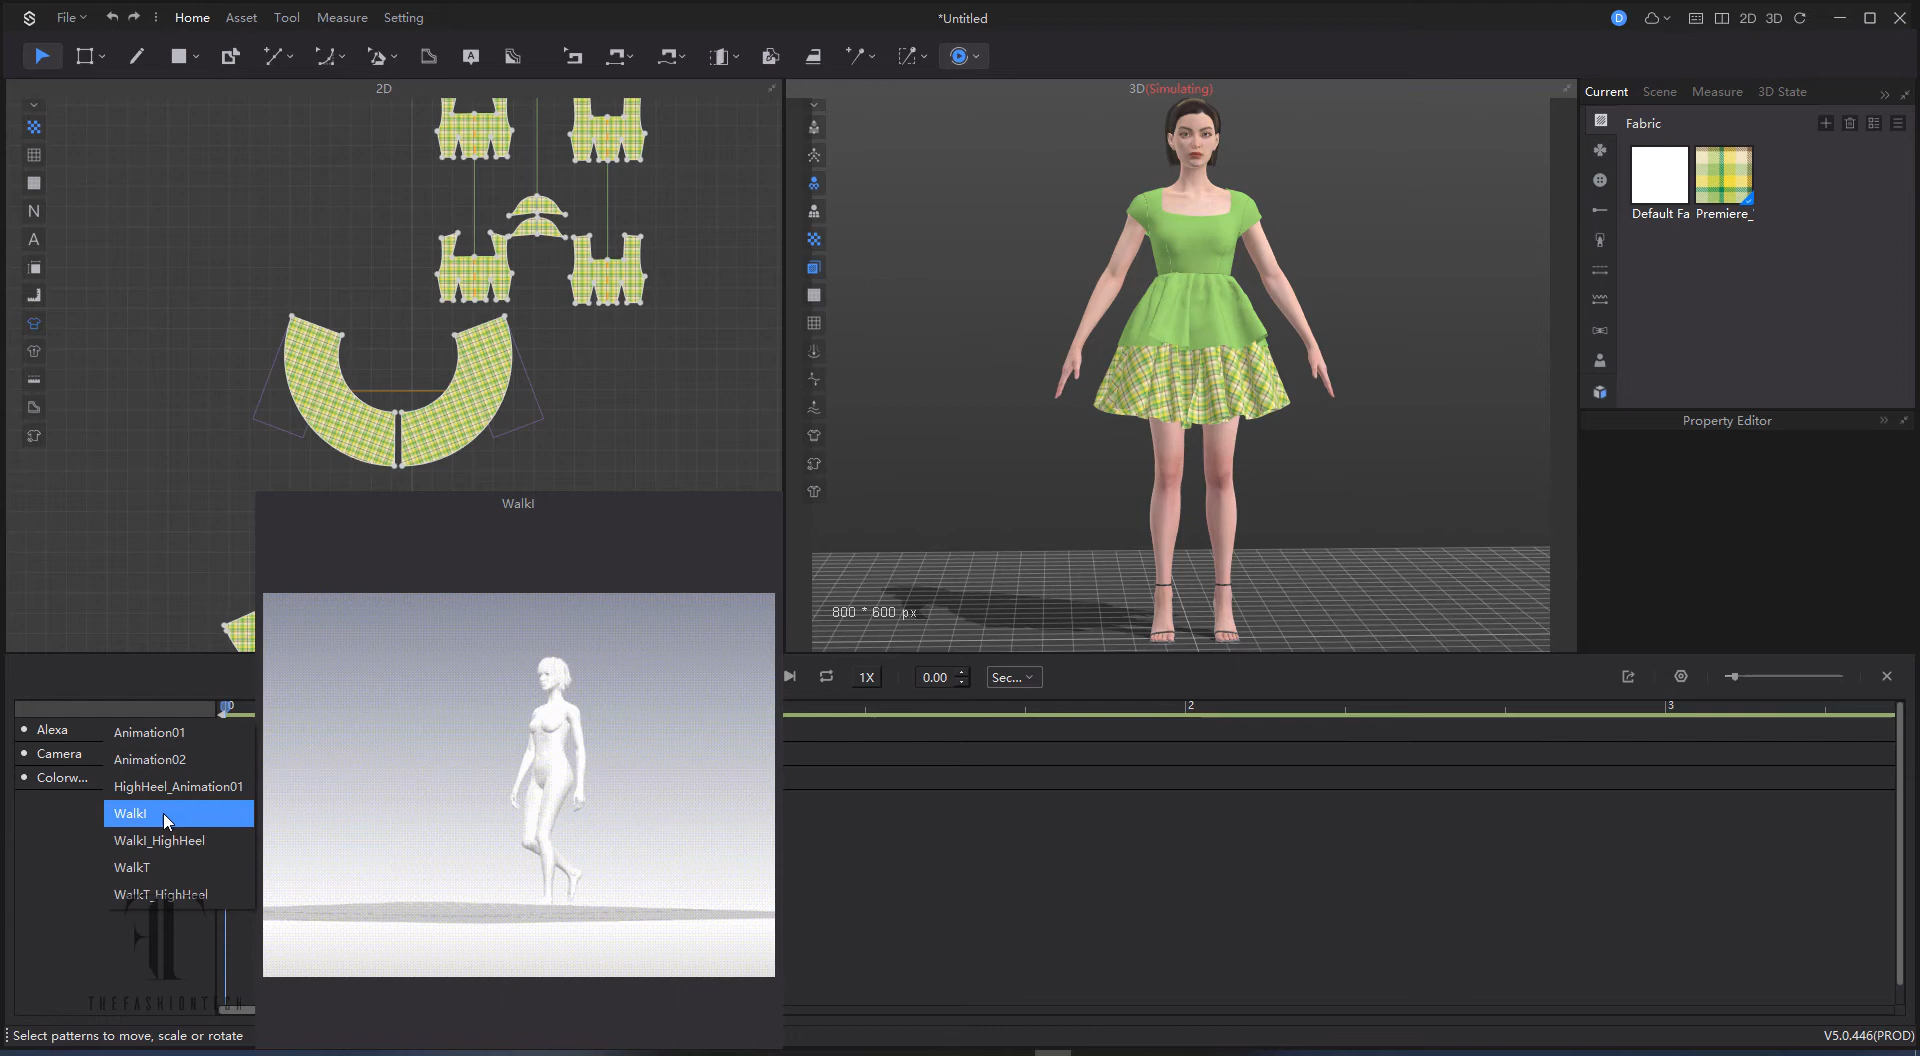 File
Home
Asset
Tool
Measure
Setting
*Untitled
D
2D
3D
2D
3D(Simulating)
Current
Scene
Measure
3D State
Fabric
Default Fa
Premiere_
N
A
Property Editor
800 * 600 px
WalkI
1X
0.00
Sec...
0
2
3
Alexa
Camera
Colorw...
Animation01
Animation02
HighHeel_Animation01
WalkI
WalkI_HighHeel
WalkT
WalkT_HighHeel
THEFASHIONTECH
Select patterns to move, scale or rotate
V5.0.446(PROD)